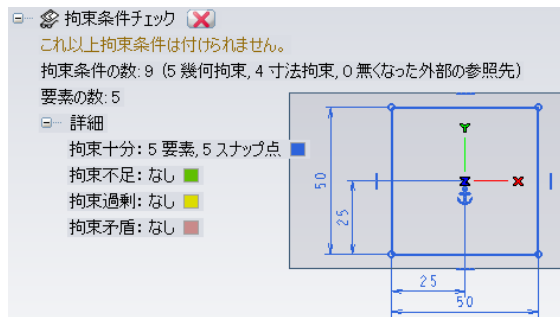 拘束条件チェック
これ以上拘束条件は付けられません。
拘束条件の数: 9 (5 幾何拘束, 4 寸法拘束, 0 無くなった外部の参照先)
要素の数: 5
詳細
拘束十分: 5 要素, 5 スナップ点
拘束不足: なし
拘束過剰: なし
拘束矛盾: なし
Y
X
50
25
25
50